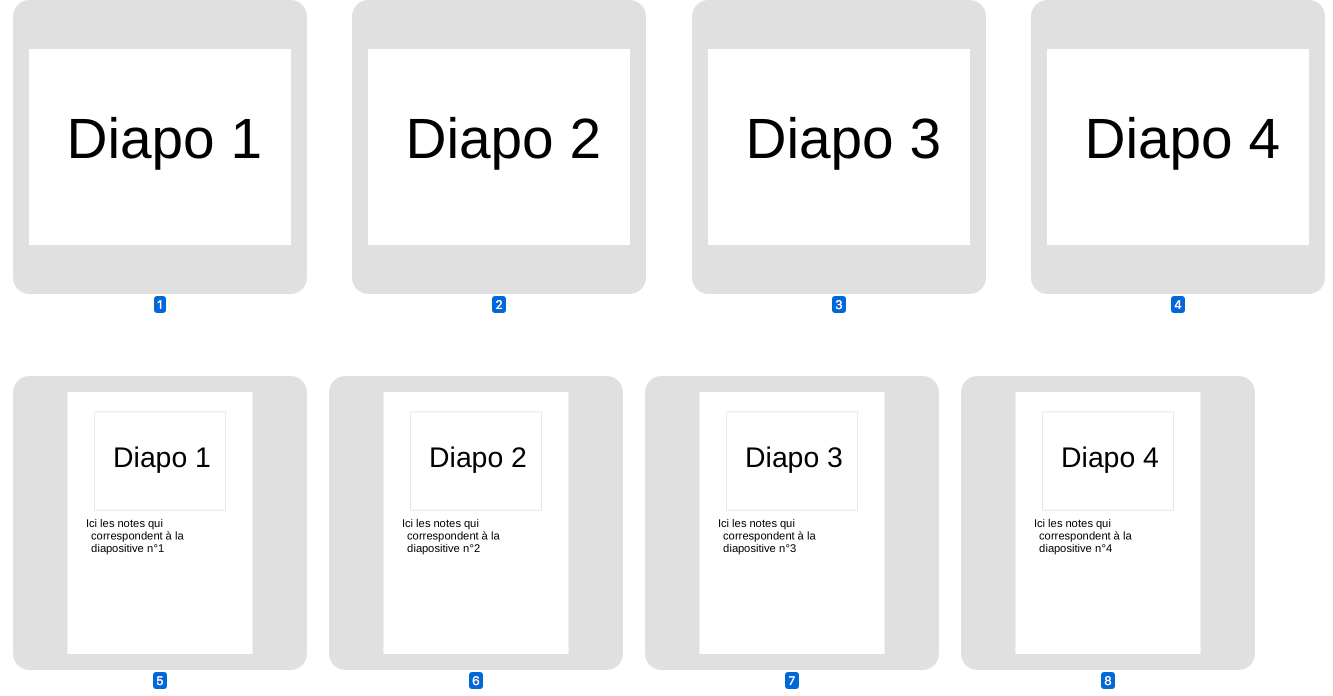 Diapo 1
Diapo 2
Diapo 3
Diapo 4
1
2
3
4
Diapo 1
Ici les notes qui
correspondent à la
diapositive n°1
Diapo 2
Ici les notes qui
correspondent à la
diapositive n°2
Diapo 3
Ici les notes qui
correspondent à la
diapositive n°3
Diapo 4
Ici les notes qui
correspondent à la
diapositive n°4
5
6
7
8